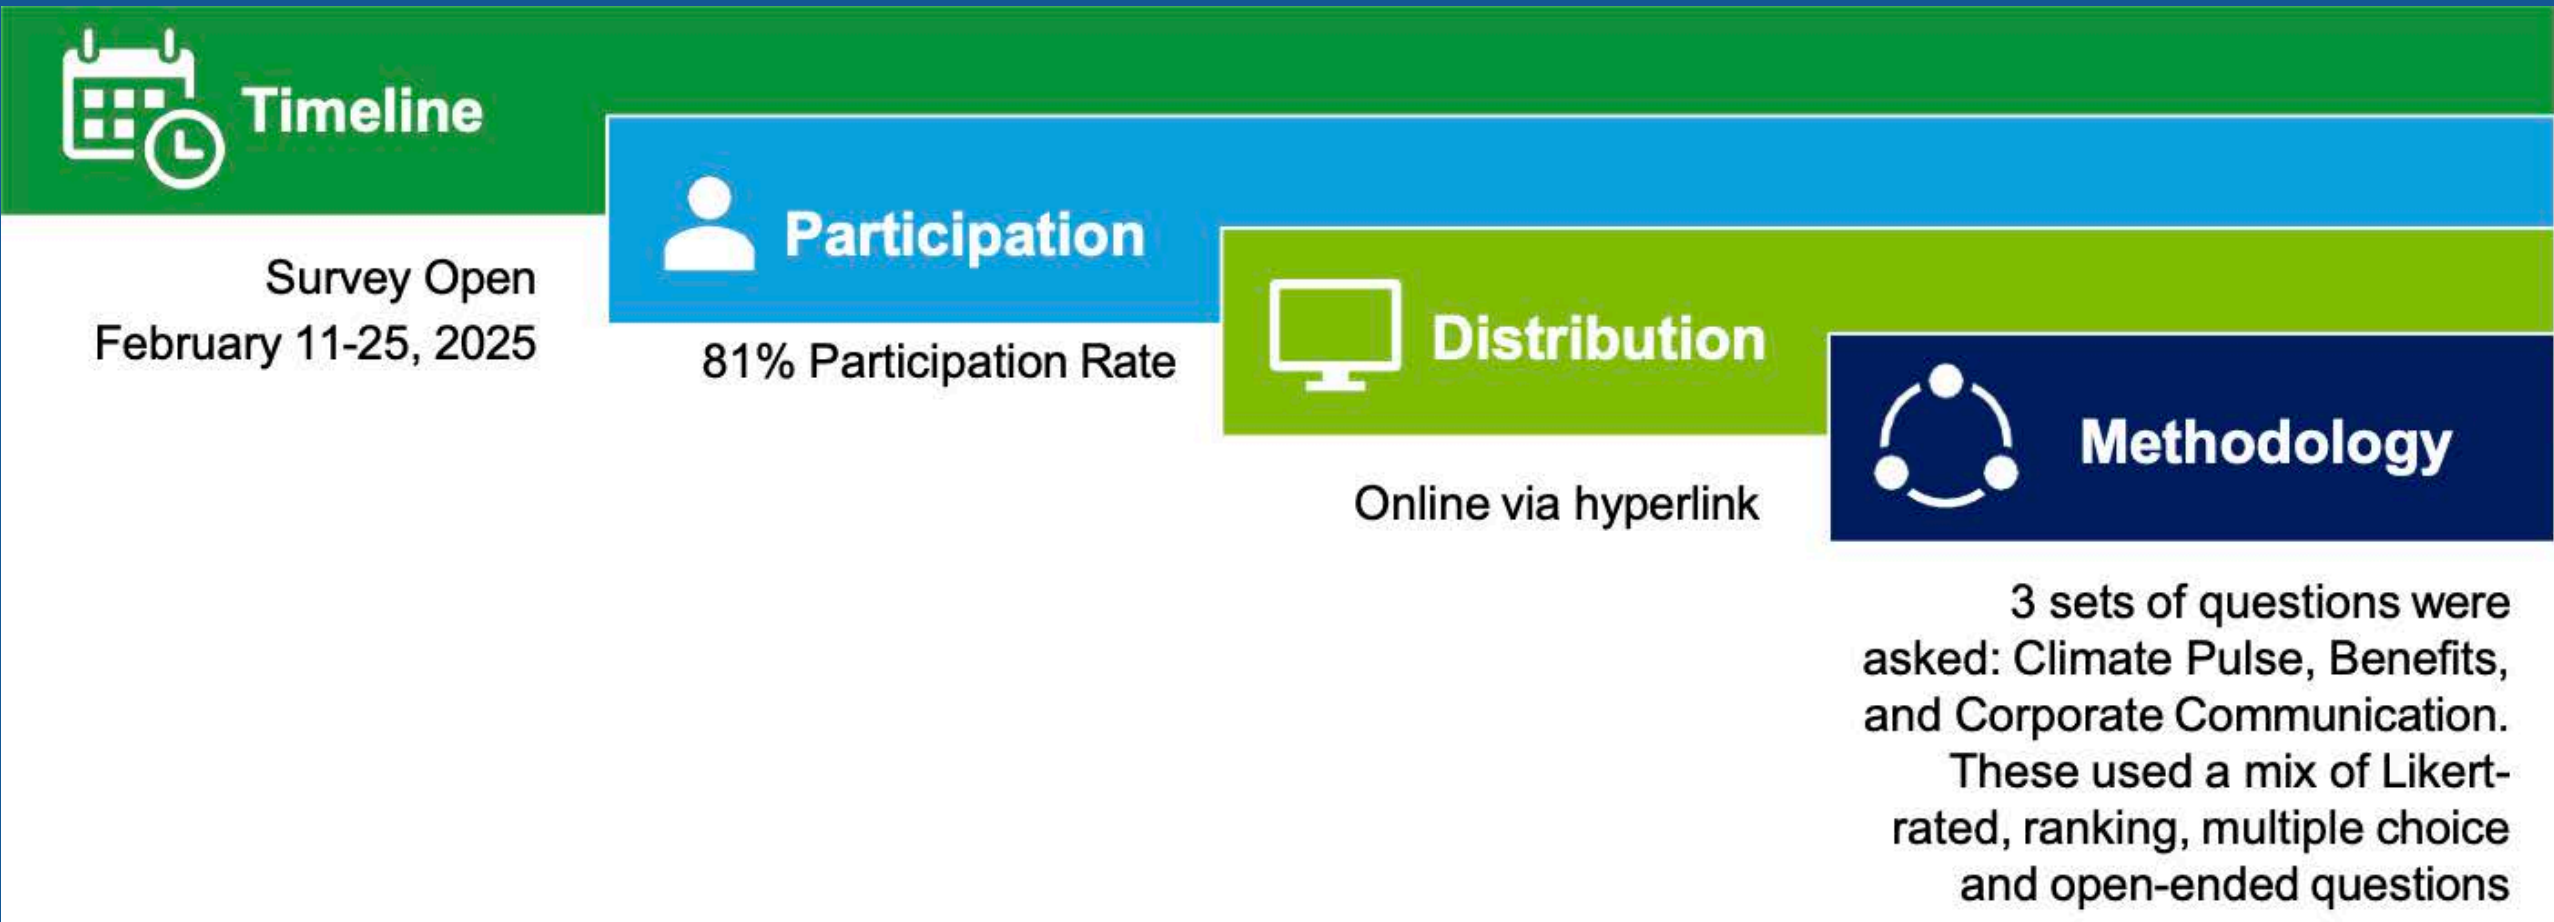 Timeline
Survey Open
February 11-25, 2025
Participation
81% Participation Rate
Distribution
Online via hyperlink
Methodology
3 sets of questions were
asked: Climate Pulse, Benefits,
and Corporate Communication.
These used a mix of Likert-
rated, ranking, multiple choice
and open-ended questions